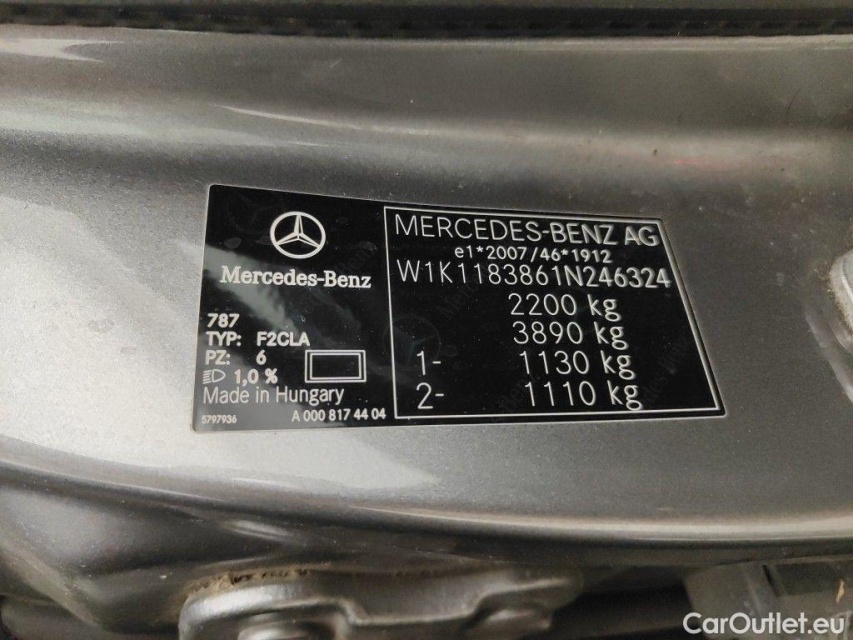 Mercedes-Benz
787
TYP: F2CLA
PZ: 6
1,0 %
Made in Hungary
5797936 A 000 817 44 04
MERCEDES-BENZ AG
e1*2007/46*1912
W1K1183861N246324
2200 kg
3890 kg
1- 1130 kg
2- 1110 kg
CarOutlet.eu